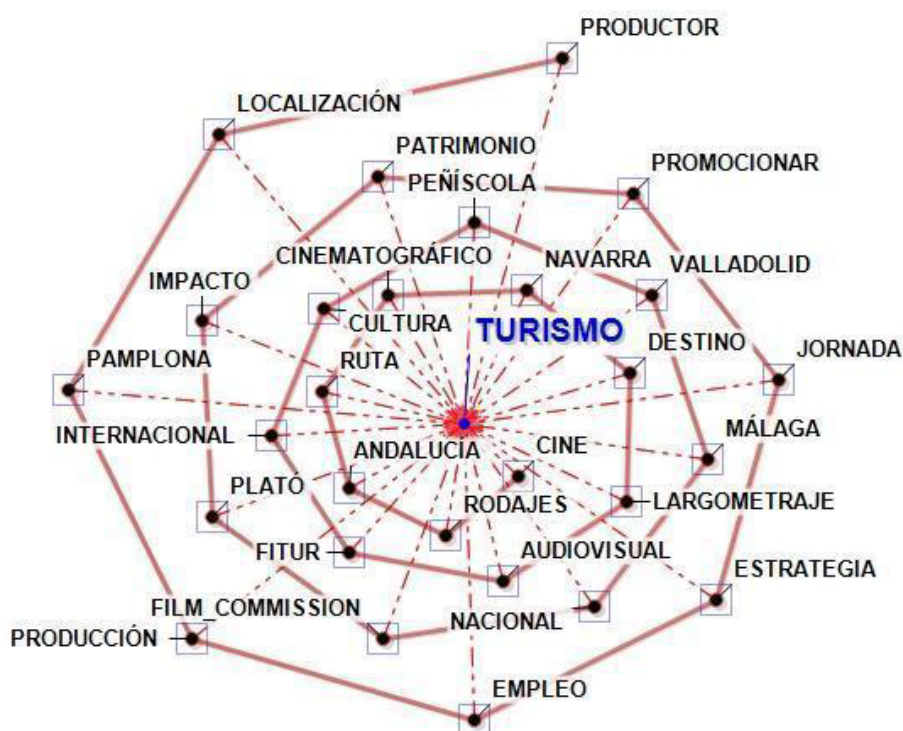 PRODUCTOR
LOCALIZACIÓN
PATRIMONIO
PROMOCIONAR
PEÑÍSCOLA
CINEMATOGRÁFICO
NAVARRA
VALLADOLID
IMPACTO
CULTURA
TURISMO
DESTINO
PAMPLONA
RUTA
JORNADA
INTERNACIONAL
ANDALUCÍA
CINE
MÁLAGA
PLATÓ
RODAJES
LARGOMETRAJE
FITUR
AUDIOVISUAL
ESTRATEGIA
FILM_COMMISSION
NACIONAL
PRODUCCIÓN
EMPLEO